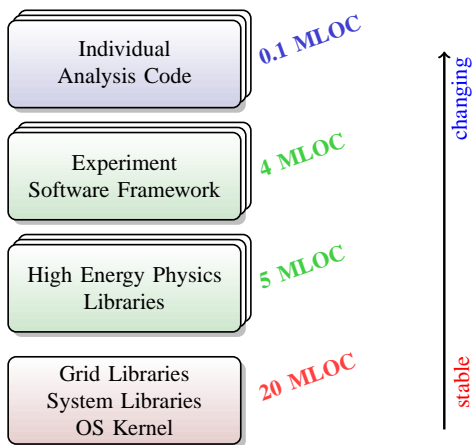 Individual
Analysis Code
0.1 MLOC
changing
Experiment
Software Framework
4 MLOC
High Energy Physics
Libraries
5 MLOC
Grid Libraries
System Libraries
OS Kernel
20 MLOC
stable